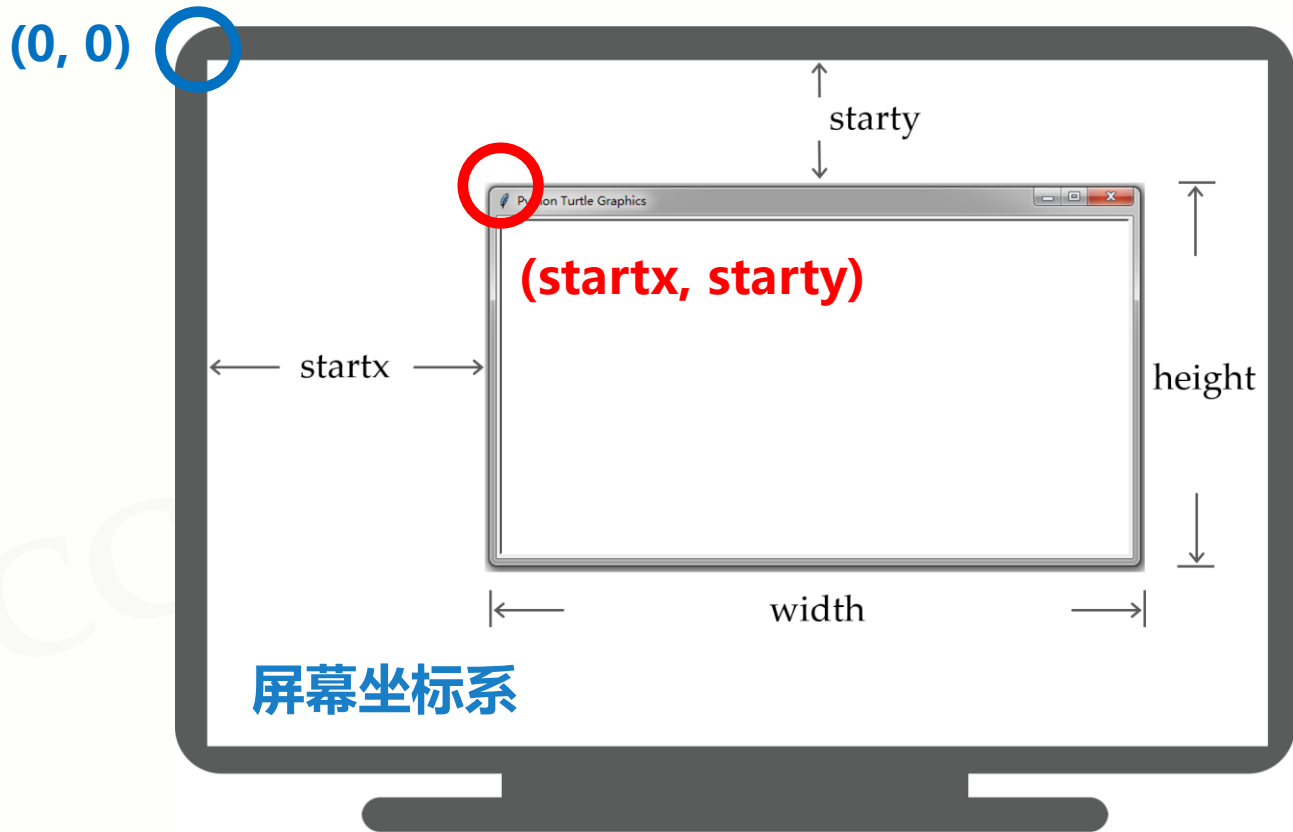 (0, 0)
starty
Python Turtle Graphics
(startx, starty)
startx
height
width
屏幕坐标系